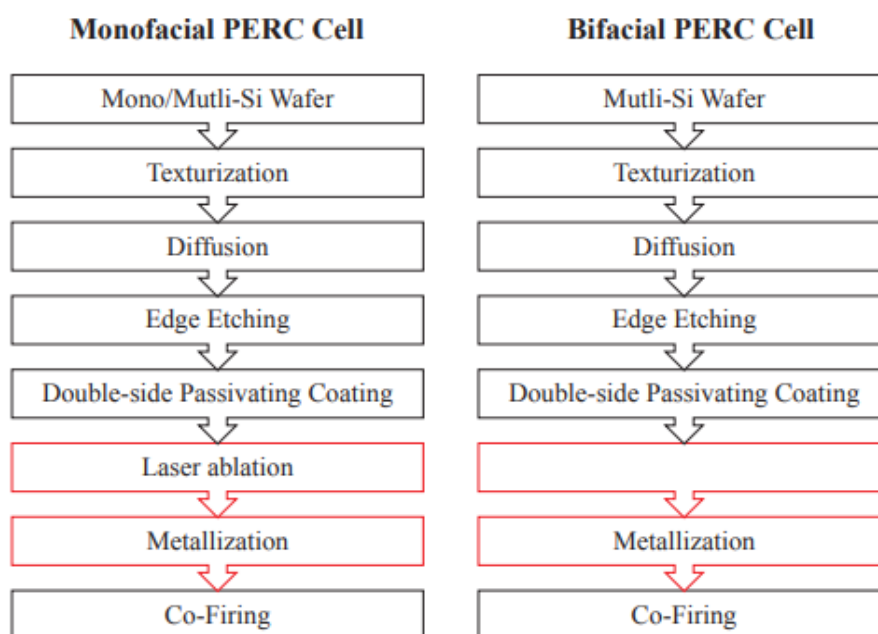 Monofacial PERC Cell
Mono/Mutli-Si Wafer
Texturization
Diffusion
Edge Etching
Double-side Passivating Coating
Laser ablation
Metallization
Co-Firing
Bifacial PERC Cell
Mutli-Si Wafer
Texturization
Diffusion
Edge Etching
Double-side Passivating Coating
Metallization
Co-Firing